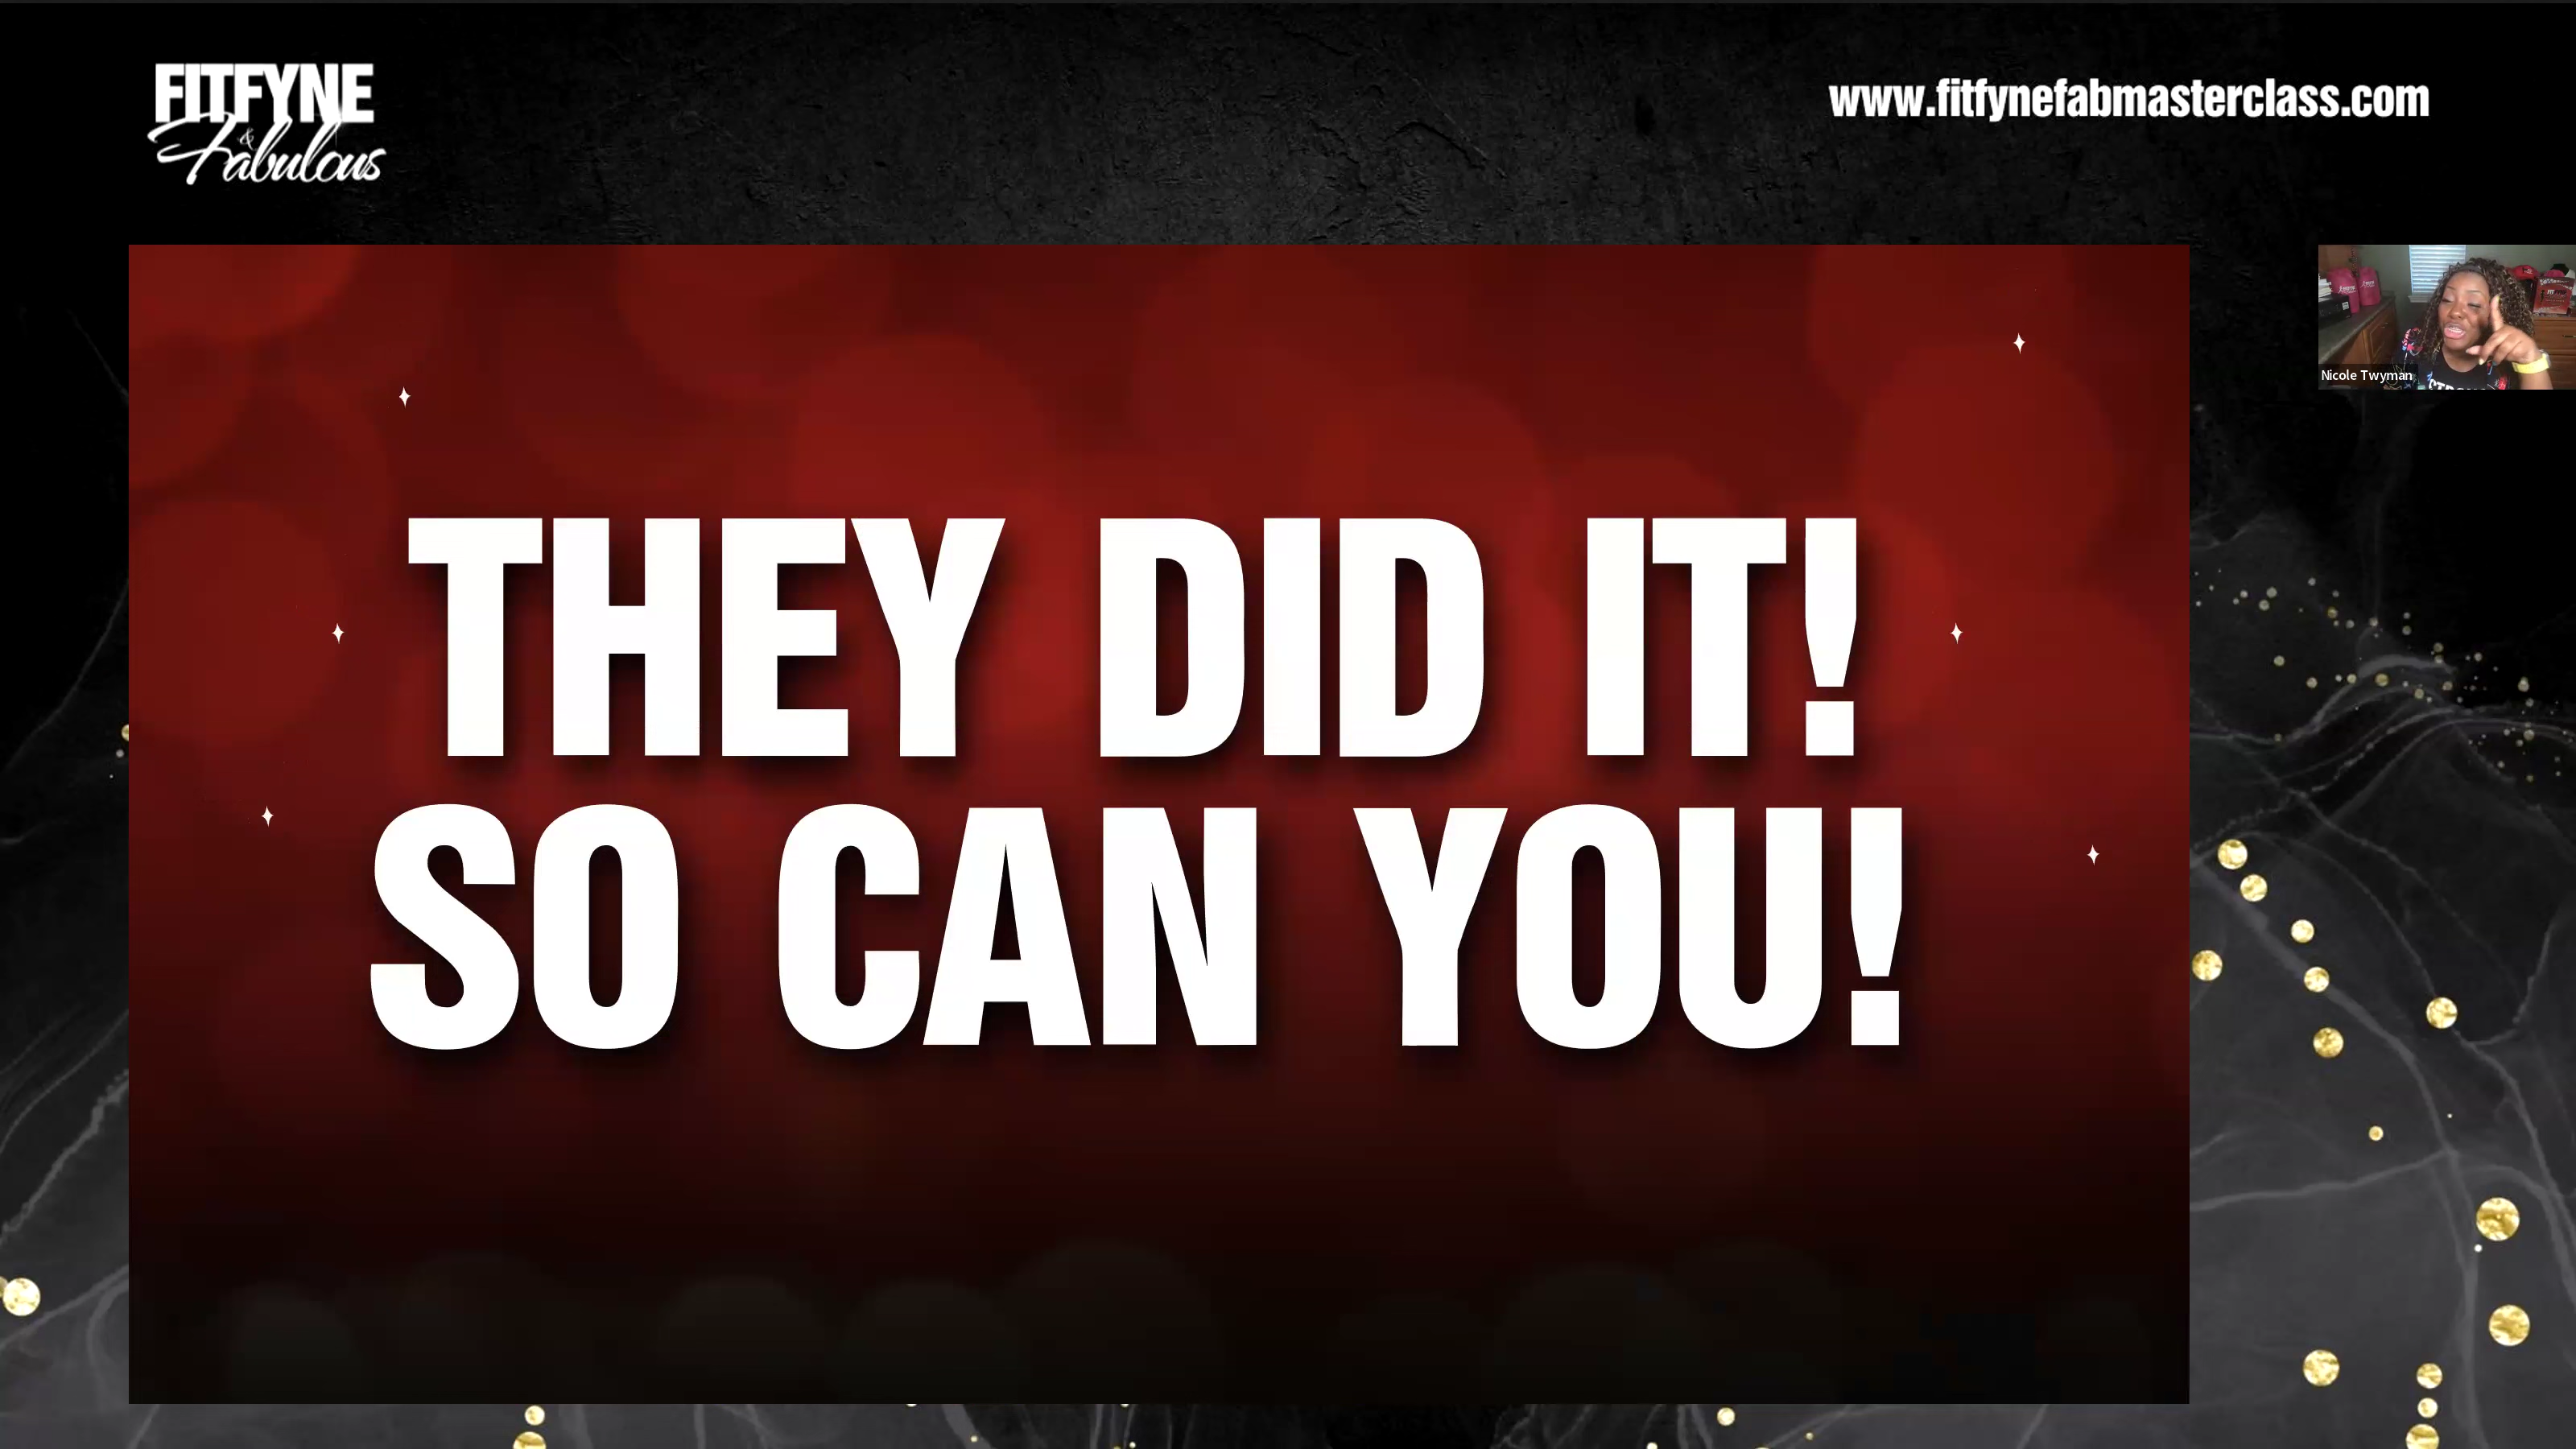 FITFYNE
& Fabulous
www.fitfynefabmasterclass.com
THEY DID IT!
SO CAN YOU!
Nicole Twyman